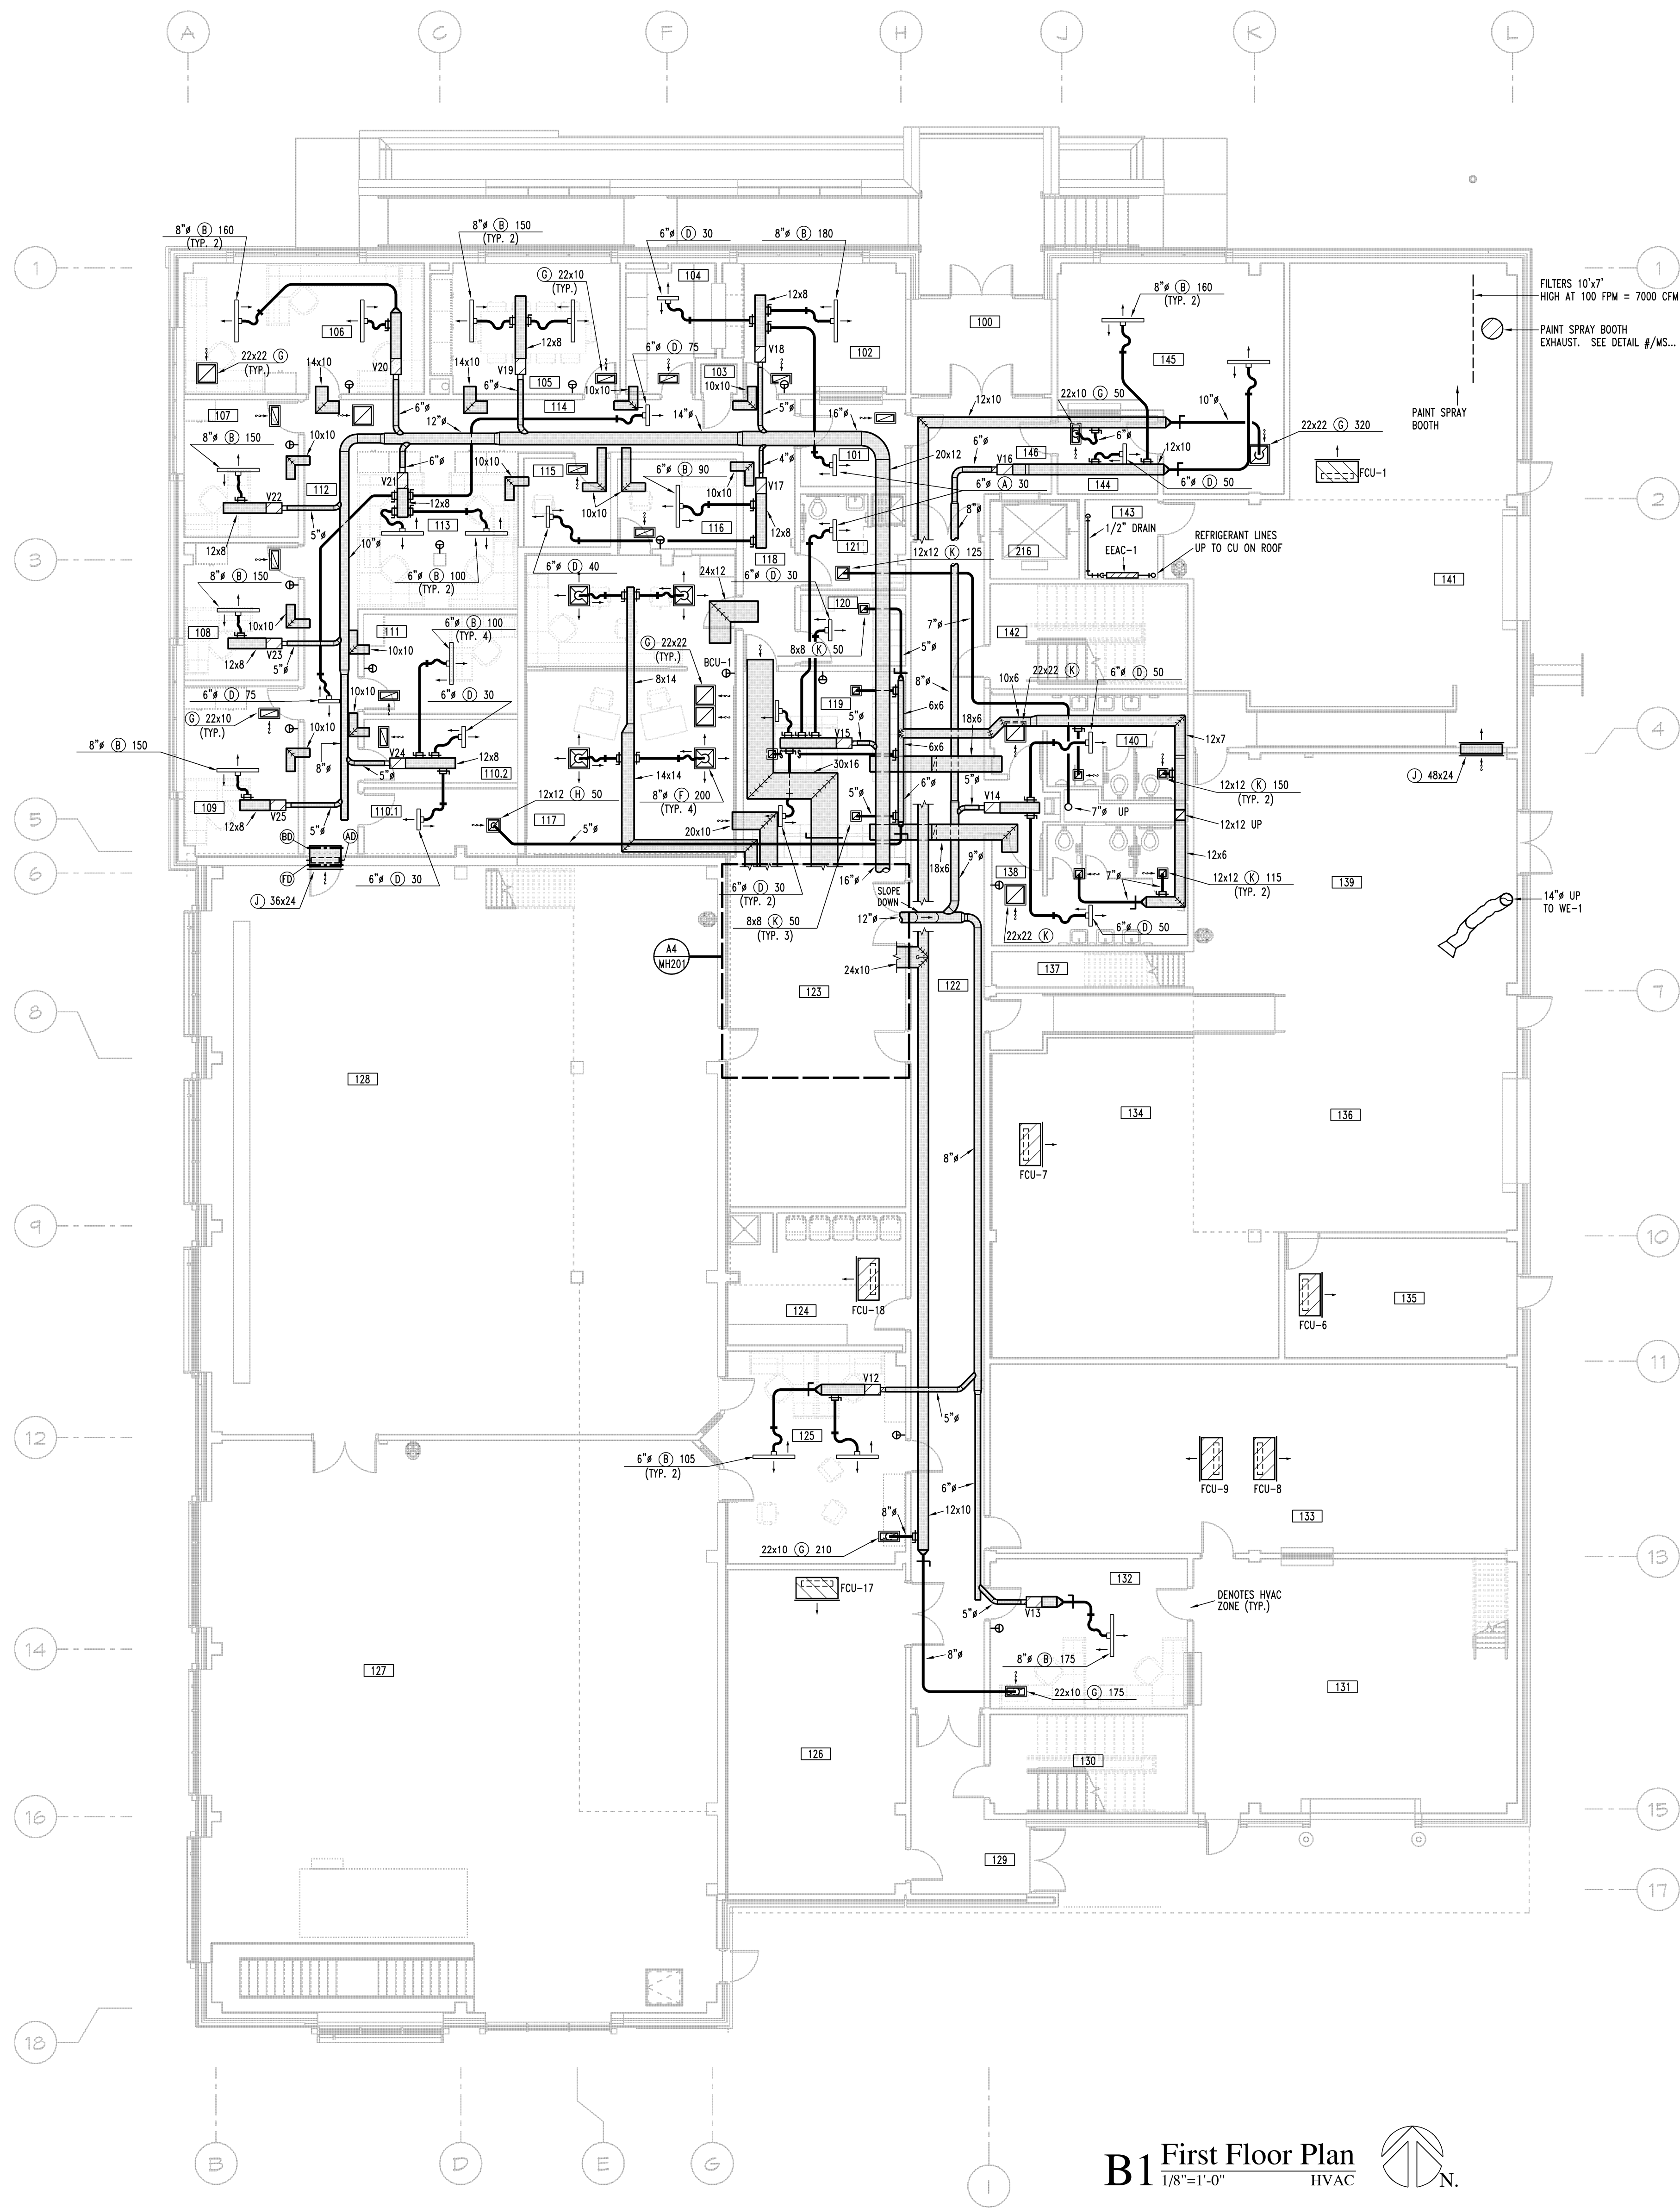 A
C
F
H
J
K
L
8"ø B 160
(TYP. 2)
8"ø B 150
(TYP. 2)
6"ø D 30
8"ø B 180
1
1
G 22x10
(TYP.)
104
12x8
8"ø B 160
(TYP. 2)
FILTERS 10'x7'
HIGH AT 100 FPM = 7000 CFM
PAINT SPRAY BOOTH
EXHAUST. SEE DETAIL #/MS...
100
106
12x8
6"ø D 75
V18
102
145
22x22 G
(TYP.)
14x10
V20
14x10
V19
105
103
10x10
10x10
22x10 G 50
10"ø
107
6"ø
12"ø
6"ø
114
14"ø
5"ø
16"ø
12x10
PAINT SPRAY
BOOTH
22x22 G 320
8"ø B 150
10x10
6"ø
10x10
115
6"ø B 90
4"ø
101
20x12
6"ø
146
6"ø
12x10
FCU-1
V22
112
V21
12x8
10x10
V17
10x10
6"ø A 30
V16
144
6"ø D 50
2
12x8
5"ø
113
116
12x8
8"ø
143
1/2" DRAIN
REFRIGERANT LINES
UP TO CU ON ROOF
3
10"ø
118
121
12x12 K 125
216
EEAC-1
8"ø B 150
6"ø B 100
(TYP. 2)
6"ø D 40
24x12
6"ø D 30
141
108
10x10
111
6"ø B 100
(TYP. 4)
120
142
V23
12x8
5"ø
10x10
G 22x22
(TYP.)
BCU-1
8x8 K 50
5"ø
7"ø
6"ø D 75
10x10
6"ø D 30
8x14
8"ø
10x6
22x22 K
6"ø D 50
G 22x10
(TYP.)
119
6x6
18x6
4
8"ø B 150
10x10
8"ø
V24
12x8
5"ø
V15
6x6
140
12x7
5"ø
110.2
14x14
30x16
5"ø
J 48x24
109
12x8
V25
5"ø
110.1
12x12 H 50
8"ø F 200
(TYP. 4)
5"ø
6"ø
V14
7"ø UP
12x12 K 150
(TYP. 2)
5
BD
AD
117
5"ø
20x10
12x12 UP
18x6
12x6
6
FD
6"ø D 30
6"ø D 30
(TYP. 2)
16"ø
9"ø
138
7"ø
12x12 K 115
(TYP. 2)
139
J 36x24
SLOPE
DOWN
8x8 K 50
(TYP. 3)
12"ø
22x22 K
6"ø D 50
14"ø UP
TO WE-1
A4
MH201
24x10
137
7
123
122
8
128
134
136
8"ø
FCU-7
9
10
124
FCU-18
135
FCU-6
11
V12
5"ø
12
125
6"ø B 105
(TYP. 2)
6"ø
FCU-9
FCU-8
8"ø
12x10
133
22x10 G 210
13
FCU-17
132
DENOTES HVAC
ZONE (TYP.)
5"ø
V13
14
8"ø
8"ø B 175
127
22x10 G 175
131
126
130
16
15
129
17
18
B
D
E
G
I
B1
First Floor Plan
1/8"=1'-0"
HVAC
N.